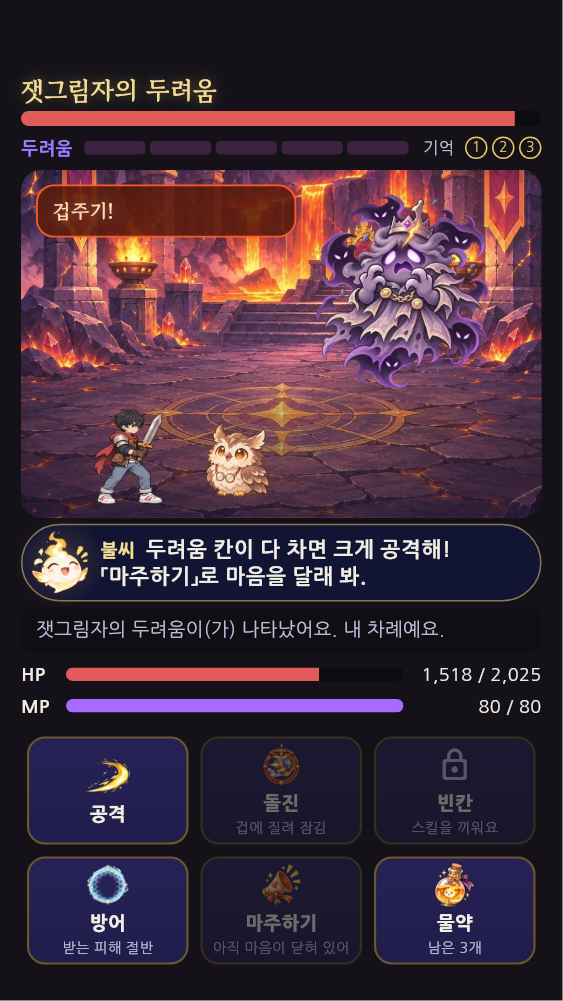 잿그림자의 두려움
두려움 기억 1 2 3
겁주기!
불씨 두려움 칸이 다 차면 크게 공격해!
「마주하기」로 마음을 달래 봐.
잿그림자의 두려움이(가) 나타났어요. 내 차례예요.
HP 1,518 / 2,025
MP 80 / 80
공격
돌진
겁에 질려 잠김
빈칸
스킬을 끼워요
방어
받는 피해 절반
마주하기
아직 마음이 닫혀 있어
물약
남은 3개